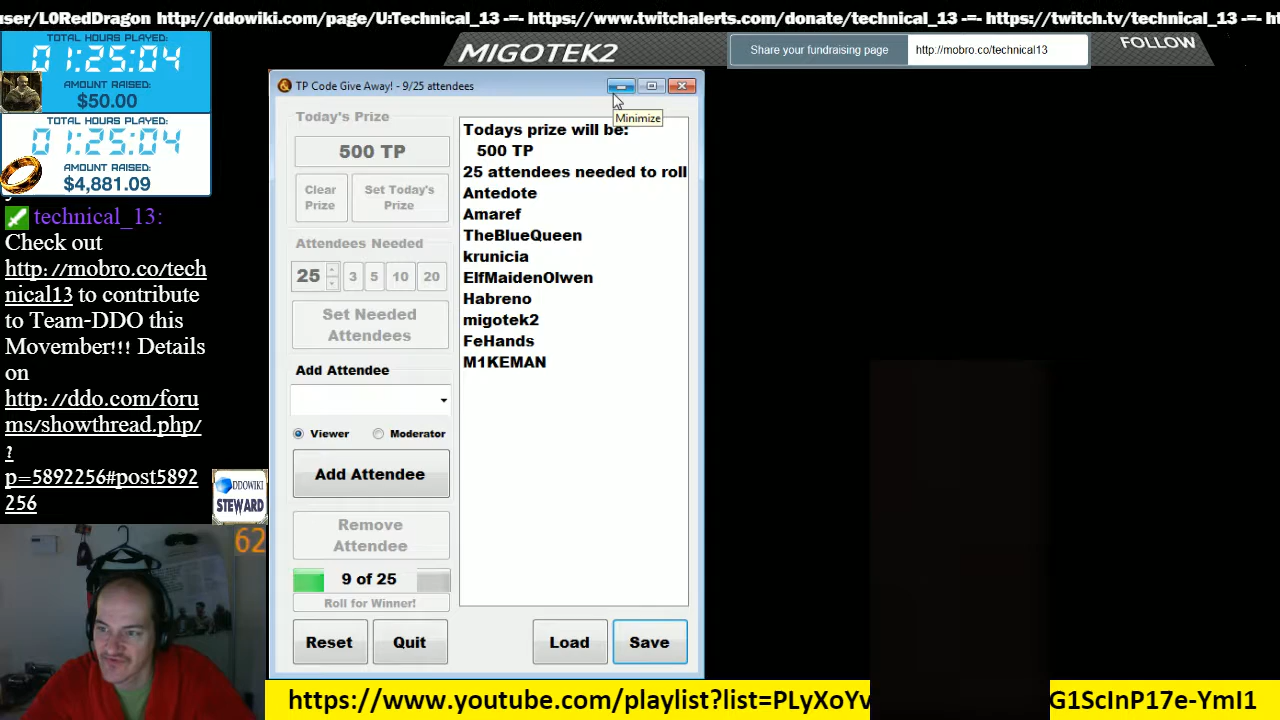 user/L0RedDragon http://ddowiki.com/page/U:Technical_13 -=- https://www.twitchalerts.com/donate/technical_13 -=- https://twitch.tv/technical_13 -=- h
TOTAL HOURS PLAYED:
01:25:04
AMOUNT RAISED:
$50.00
TOTAL HOURS PLAYED:
01:25:04
AMOUNT RAISED:
$4,881.09
MIGOTEK2
Share your fundraising page
http://mobro.co/technical13
FOLLOW
technical_13:
Check out
http://mobro.co/tech
nical13 to contribute
to Team-DDO this
Movember!!! Details
on
http://ddo.com/foru
ms/showthread.php/
?
p=5892256#post5892
256
DDOWIKI
STEWARD
62
TP Code Give Away! - 9/25 attendees
Minimize
Today's Prize
500 TP
Clear
Prize
Set Today's
Prize
Attendees Needed
25
3
5
10
20
Set Needed
Attendees
Add Attendee
Viewer
Moderator
Add Attendee
Remove
Attendee
9 of 25
Roll for Winner!
Reset
Quit
Load
Save
Todays prize will be:
500 TP
25 attendees needed to roll
Antedote
Amaref
TheBlueQueen
krunicia
ElfMaidenOlwen
Habreno
migotek2
FeHands
M1KEMAN
https://www.youtube.com/playlist?list=PLyXoYv
G1ScInP17e-YmI1